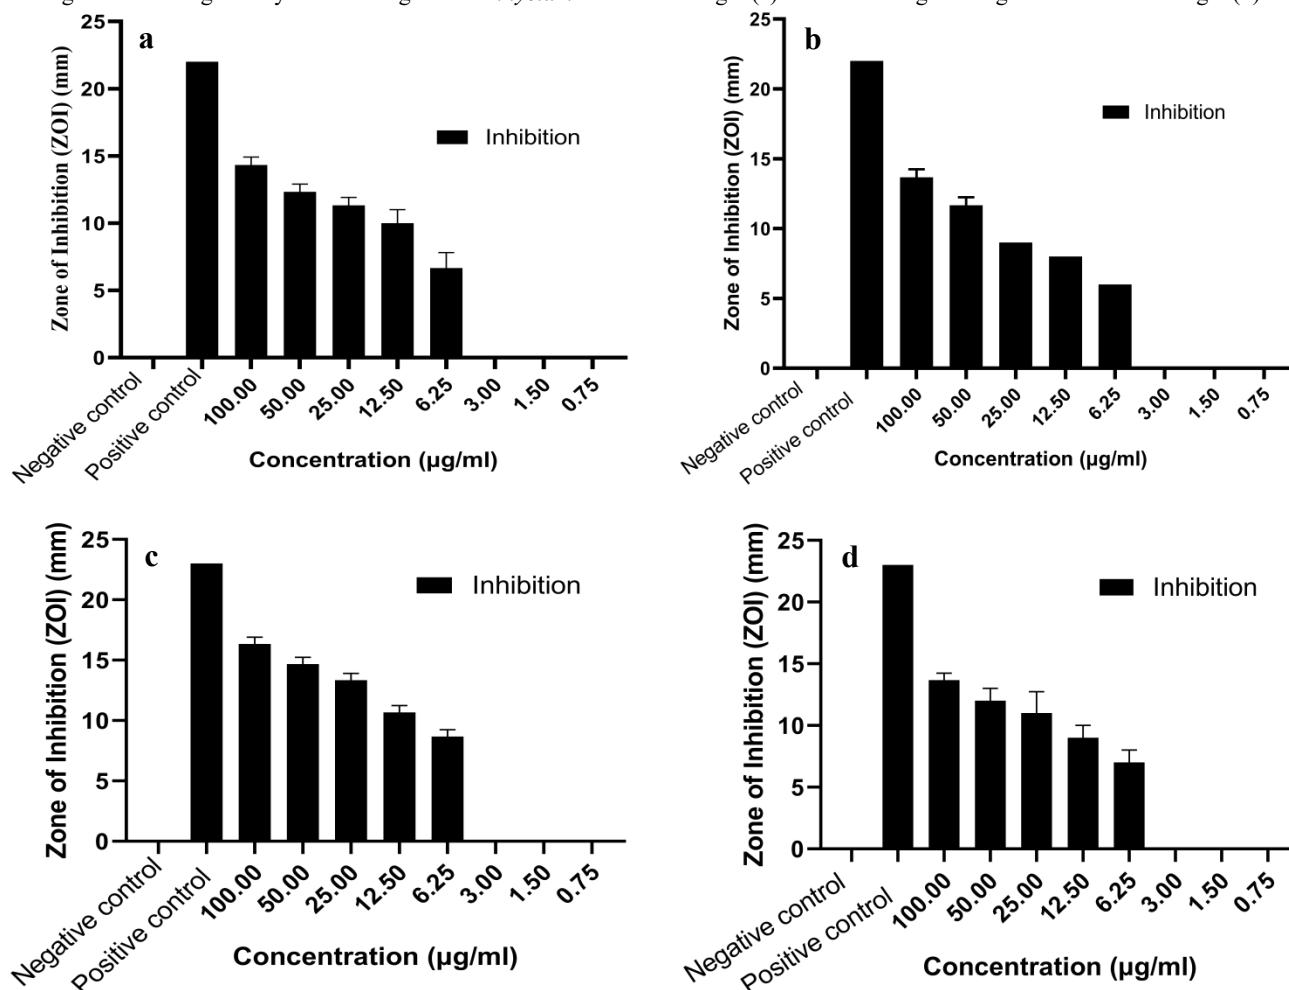 a
Zone of Inhibition (ZOI) (mm)
25
20
15
10
5
0
Inhibition
Negative control
Positive control
100.00
50.00
25.00
12.50
6.25
3.00
1.50
0.75
Concentration (µg/ml)
b
Zone of Inhibition (ZOI) (mm)
25
20
15
10
5
0
Inhibition
Negative control
Positive control
100.00
50.00
25.00
12.50
6.25
3.00
1.50
0.75
Concentration (µg/ml)
c
Zone of Inhibition (ZOI) (mm)
25
20
15
10
5
0
Inhibition
Negative control
Positive control
100.00
50.00
25.00
12.50
6.25
3.00
1.50
0.75
Concentration (µg/ml)
d
Zone of Inhibition (ZOI) (mm)
25
20
15
10
5
0
Inhibition
Negative control
Positive control
100.00
50.00
25.00
12.50
6.25
3.00
1.50
0.75
Concentration (µg/ml)